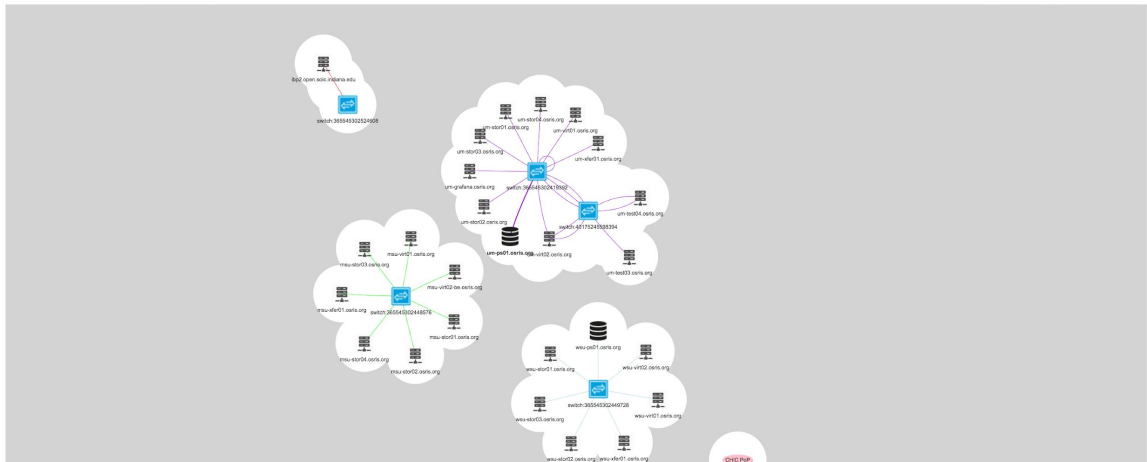 ibp2.open.sice.indiana.edu
switch:365545302524608
um-stor04.osris.org
um-stor01.osris.org
um-virt01.osris.org
um-stor03.osris.org
um-xfer01.osris.org
um-grafana.osris.org
switch:365545302419392
um-stor02.osris.org
um-test04.osris.org
um-ps01.osris.org
um-virt02.osris.org
um-test03.osris.org
msu-virt01.osris.org
msu-stor03.osris.org
msu-virt02-be.osris.org
msu-xfer01.osris.org
switch:365545302448576
msu-stor01.osris.org
msu-stor04.osris.org
msu-stor02.osris.org
wsu-ps01.osris.org
wsu-stor01.osris.org
wsu-virt02.osris.org
switch:365545302449728
wsu-stor03.osris.org
wsu-virt01.osris.org
wsu-stor02.osris.org
wsu-xfer01.osris.org
CHIC PoP